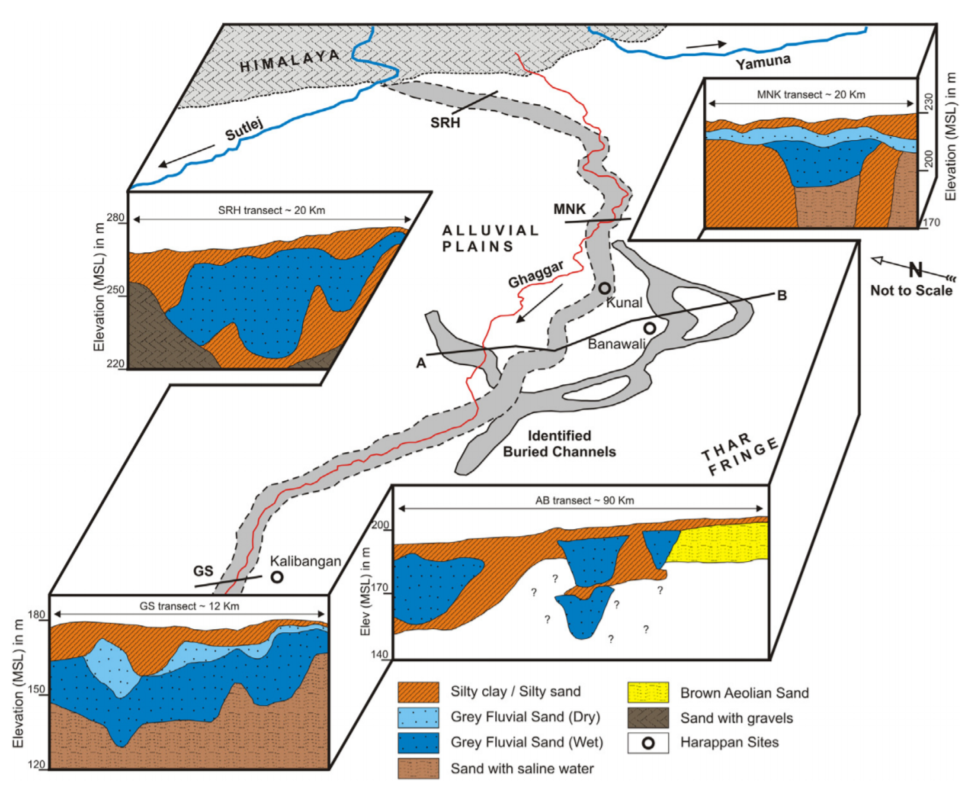 HIMALAYA
Yamuna
Sutlej
SRH
MNK transect ~ 20 Km
230
200
170
Elevation (MSL) in m
SRH transect ~ 20 Km
280
250
220
Elevation (MSL) in m
MNK
ALLUVIAL
PLAINS
Ghaggar
Kunal
Banawali
A
B
N
Not to Scale
Identified
Buried Channels
THAR
FRINGE
GS
Kalibangan
AB transect ~ 90 Km
200
170
140
Elev (MSL) in m
? ? ? ? ? ? ?
GS transect ~ 12 Km
180
150
120
Elevation (MSL) in m
Silty clay / Silty sand
Grey Fluvial Sand (Dry)
Grey Fluvial Sand (Wet)
Sand with saline water
Brown Aeolian Sand
Sand with gravels
Harappan Sites